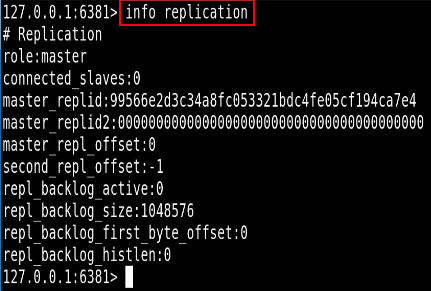 127.0.0.1:6381> info replication
# Replication
role:master
connected_slaves:0
master_replid:99566e2d3c34a8fc053321bdc4fe05cf194ca7e4
master_replid2:0000000000000000000000000000000000000000
master_repl_offset:0
second_repl_offset:-1
repl_backlog_active:0
repl_backlog_size:1048576
repl_backlog_first_byte_offset:0
repl_backlog_histlen:0
127.0.0.1:6381>